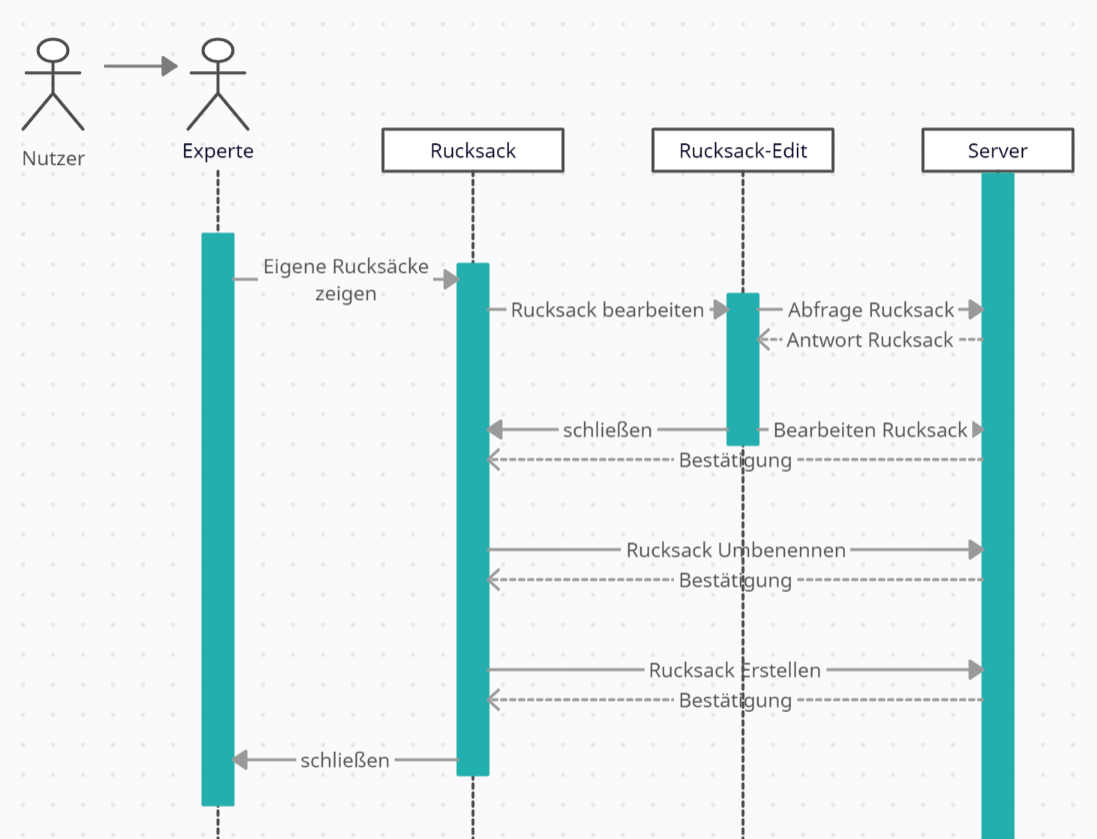 Nutzer
Experte
Rucksack
Rucksack-Edit
Server
Eigene Rucksäcke
zeigen
Rucksack bearbeiten
Abfrage Rucksack
Antwort Rucksack
schließen
Bearbeiten Rucksack
Bestätigung
Rucksack Umbenennen
Bestätigung
Rucksack Erstellen
Bestätigung
schließen